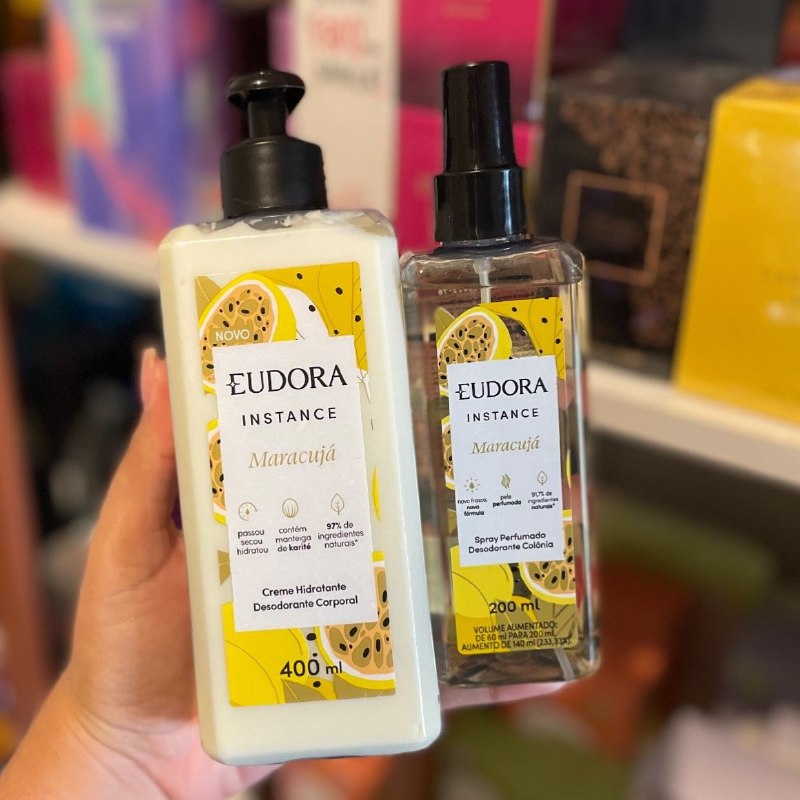 NOVO
EUDORA
INSTANCE
Maracujá
passou
secou
hidratou
contém
manteiga
de karité
97% de
ingredientes
naturais*
Creme Hidratante
Desodorante Corporal
400 ml
EUDORA
INSTANCE
Maracujá
novo frasco,
nova
fórmula
pele
perfumada
91,7% de
ingredientes
naturais*
Spray Perfumado
Desodorante Colônia
200 ml
VOLUME AUMENTADO:
DE 60 ml PARA 200 ml.
AUMENTO DE 140 ml (233,33%).